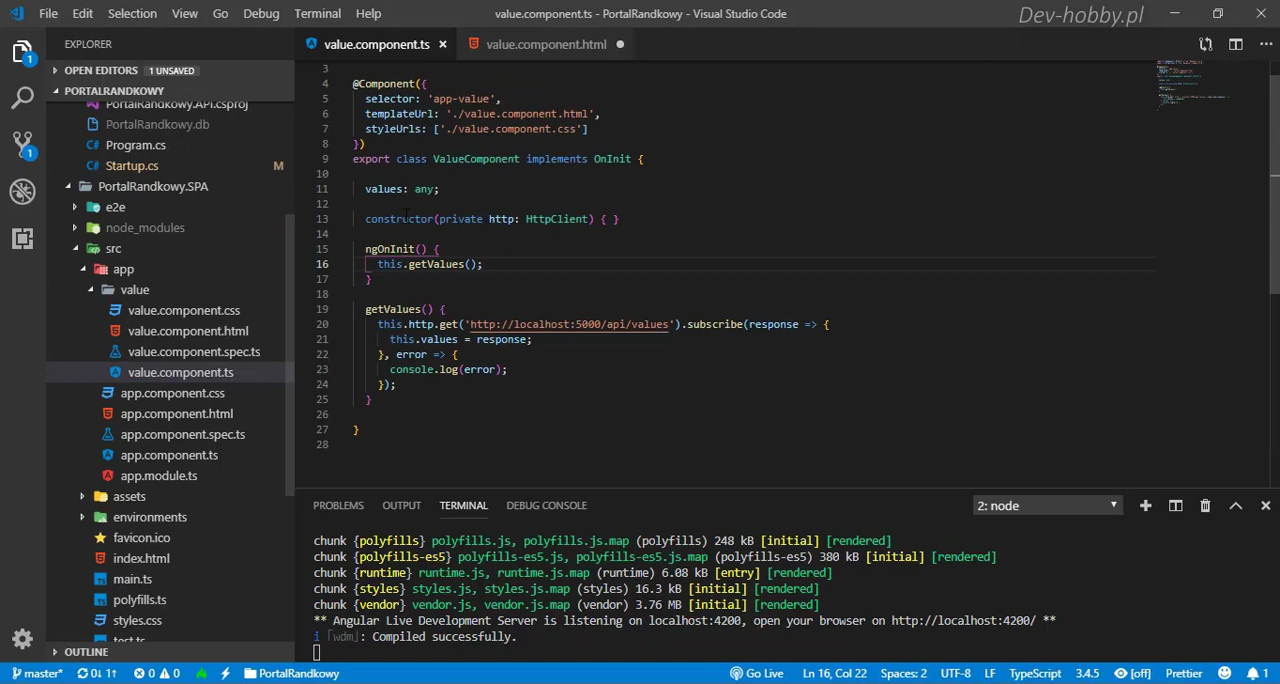 File Edit Selection View Go Debug Terminal Help value.component.ts - PortalRandkowy - Visual Studio Code Dev-hobby.pl
EXPLORER value.component.ts value.component.html
1
OPEN EDITORS 1 UNSAVED
PORTALRANDKOWY
PortalRandkowy.API.csproj
PortalRandkowy.db
Program.cs
1
Startup.cs M
PortalRandkowy.SPA
e2e
node_modules
src
app
value
value.component.css
value.component.html
value.component.spec.ts
value.component.ts
app.component.css
app.component.html
app.component.spec.ts
app.component.ts
app.module.ts
assets
environments
favicon.ico
index.html
main.ts
polyfills.ts
styles.css
test.ts
OUTLINE
3
4 @Component({
5 selector: 'app-value',
6 templateUrl: './value.component.html',
7 styleUrls: ['./value.component.css']
8 })
9 export class ValueComponent implements OnInit {
10
11 values: any;
12
13 constructor(private http: HttpClient) { }
14
15 ngOnInit() {
16 this.getValues();
17 }
18
19 getValues() {
20 this.http.get('http://localhost:5000/api/values').subscribe(response => {
21 this.values = response;
22 }, error => {
23 console.log(error);
24 });
25 }
26
27 }
28
PROBLEMS OUTPUT TERMINAL DEBUG CONSOLE 2: node
chunk {polyfills} polyfills.js, polyfills.js.map (polyfills) 248 kB [initial] [rendered]
chunk {polyfills-es5} polyfills-es5.js, polyfills-es5.js.map (polyfills-es5) 380 kB [initial] [rendered]
chunk {runtime} runtime.js, runtime.js.map (runtime) 6.08 kB [entry] [rendered]
chunk {styles} styles.js, styles.js.map (styles) 16.3 kB [initial] [rendered]
chunk {vendor} vendor.js, vendor.js.map (vendor) 3.76 MB [initial] [rendered]
** Angular Live Development Server is listening on localhost:4200, open your browser on http://localhost:4200/ **
i ｢wdm｣: Compiled successfully.
master* 0↓ 1↑ 0 0 PortalRandkowy Go Live Ln 16, Col 22 Spaces: 2 UTF-8 LF TypeScript 3.4.5 [off] Prettier 1